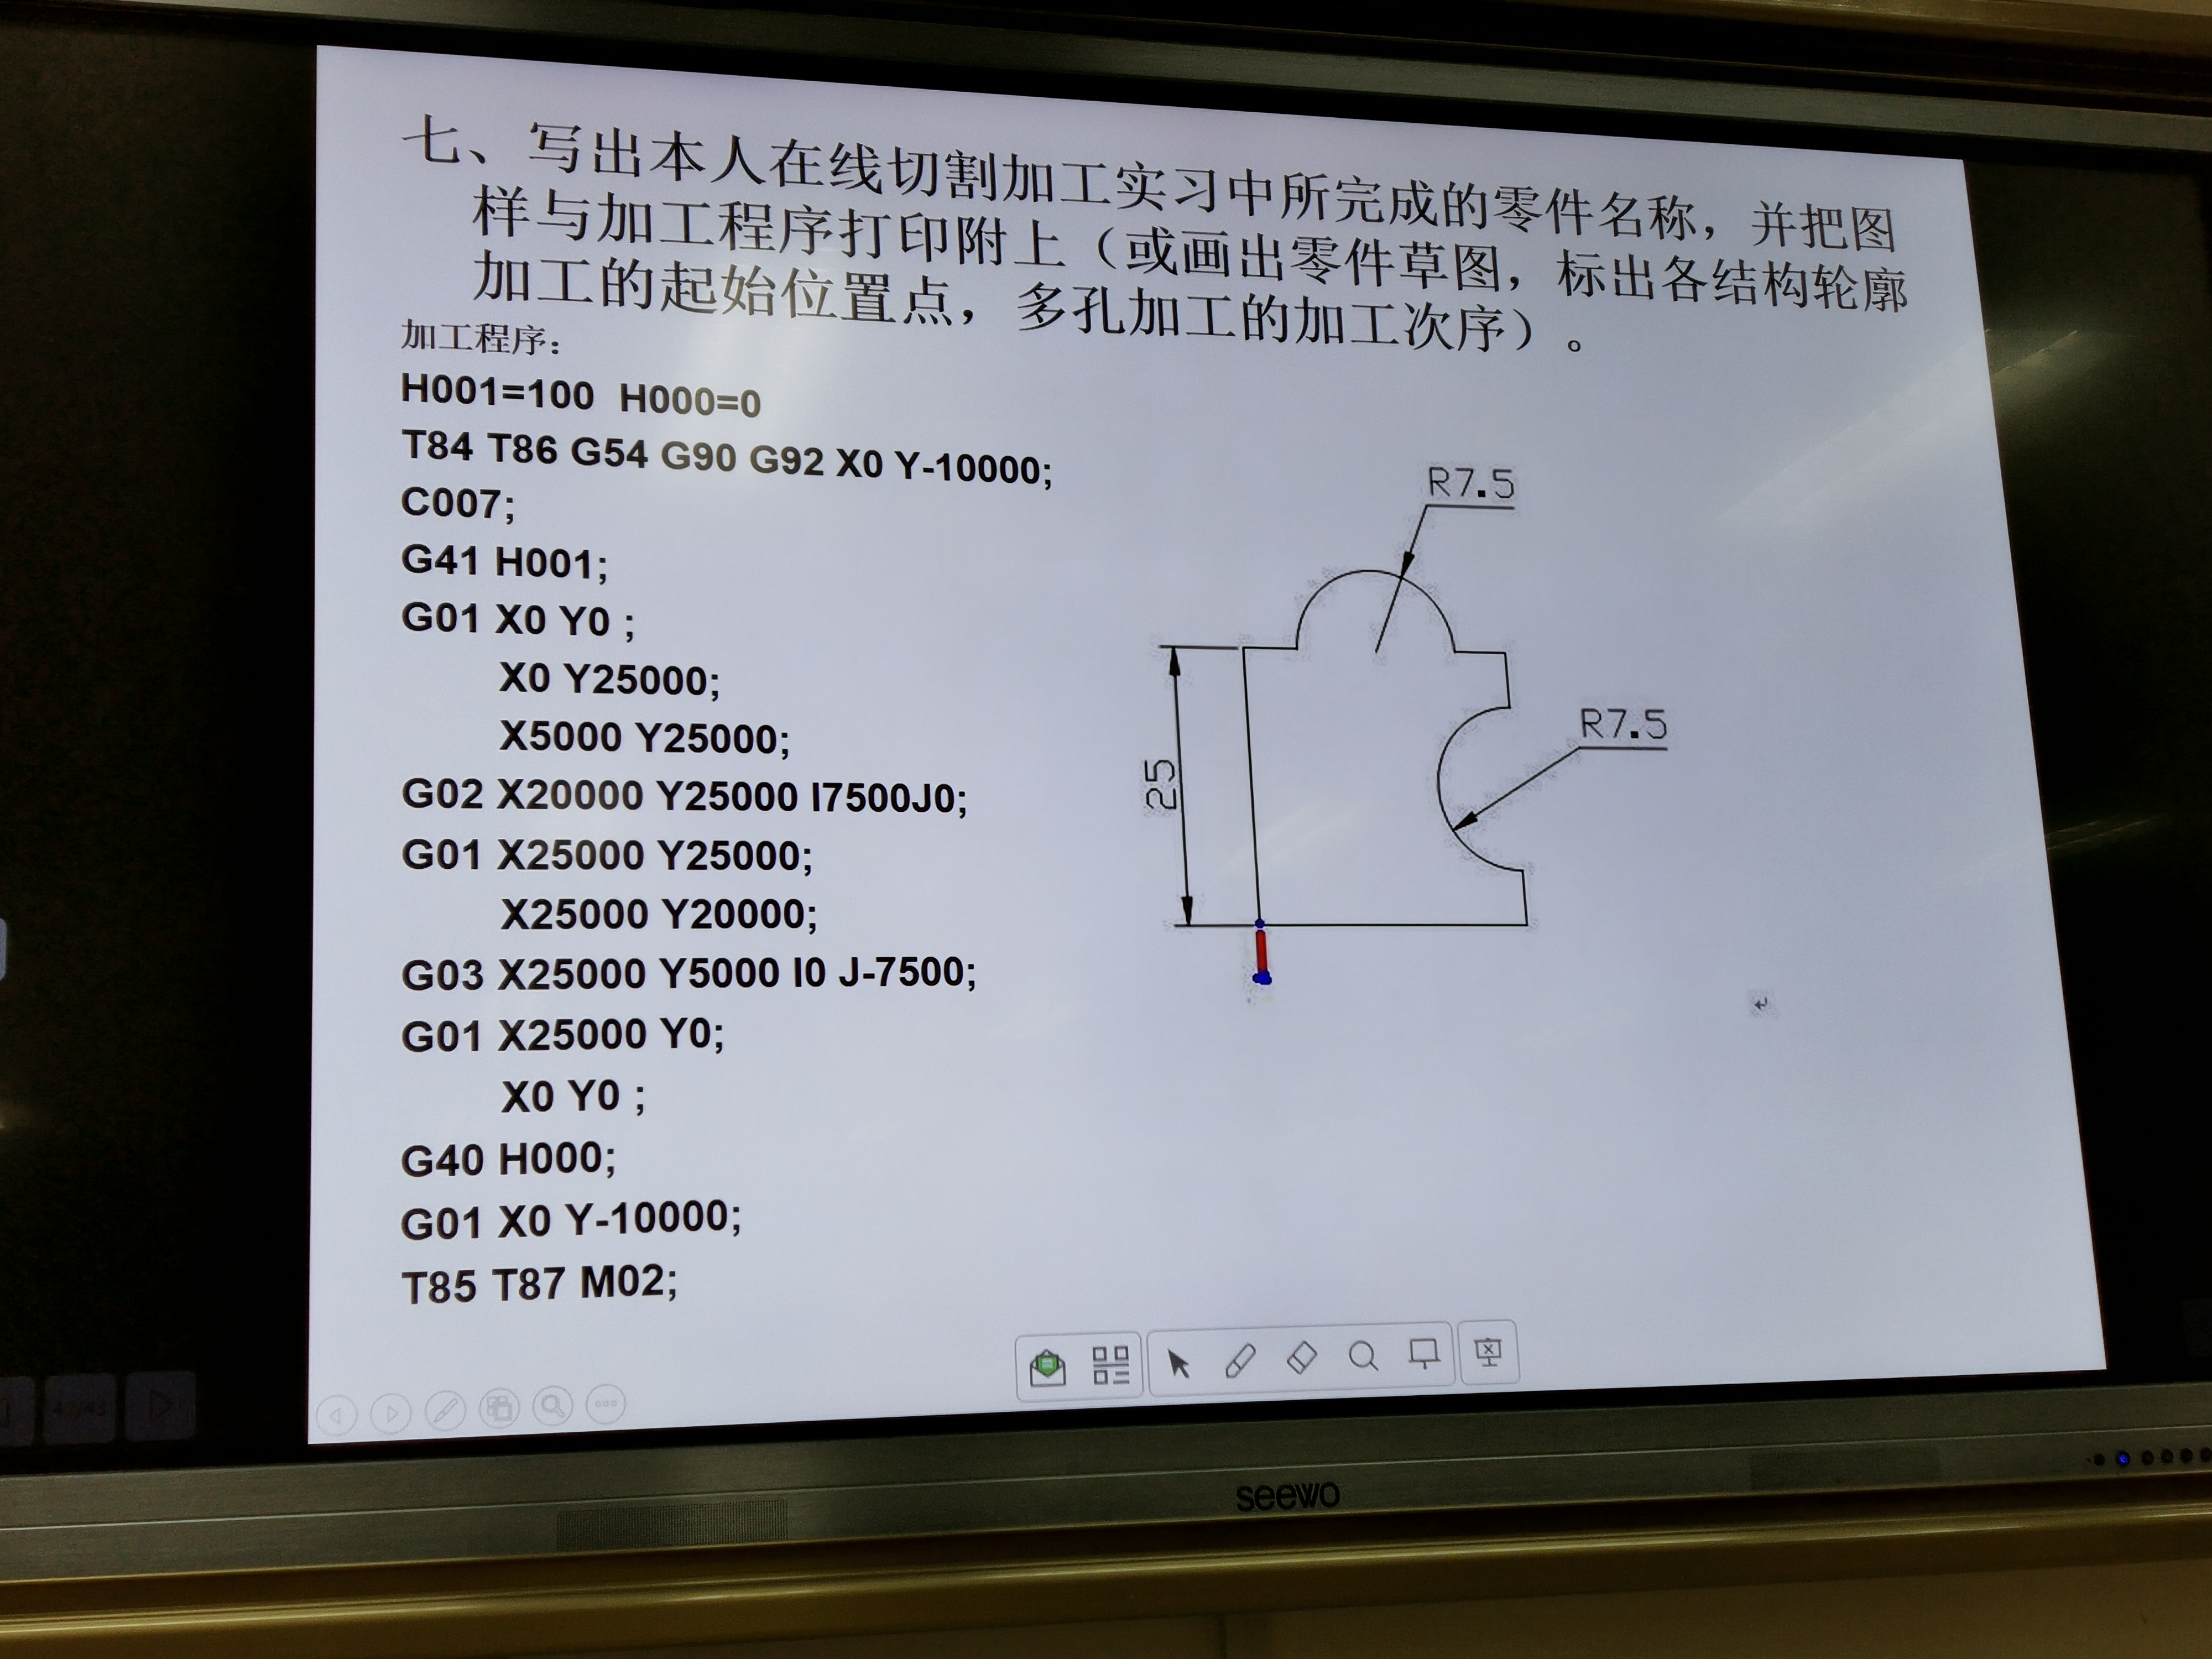 七、写出本人在线切割加工实习中所完成的零件名称，并把图
样与加工程序打印附上（或画出零件草图，标出各结构轮廓
加工的起始位置点，多孔加工的加工次序）。
加工程序：
H001=100 H000=0
T84 T86 G54 G90 G92 X0 Y-10000;
C007;
G41 H001;
G01 X0 Y0 ;
X0 Y25000;
X5000 Y25000;
G02 X20000 Y25000 I7500J0;
G01 X25000 Y25000;
X25000 Y20000;
G03 X25000 Y5000 I0 J-7500;
G01 X25000 Y0;
X0 Y0 ;
G40 H000;
G01 X0 Y-10000;
T85 T87 M02;
R7.5
R7.5
25
seewo